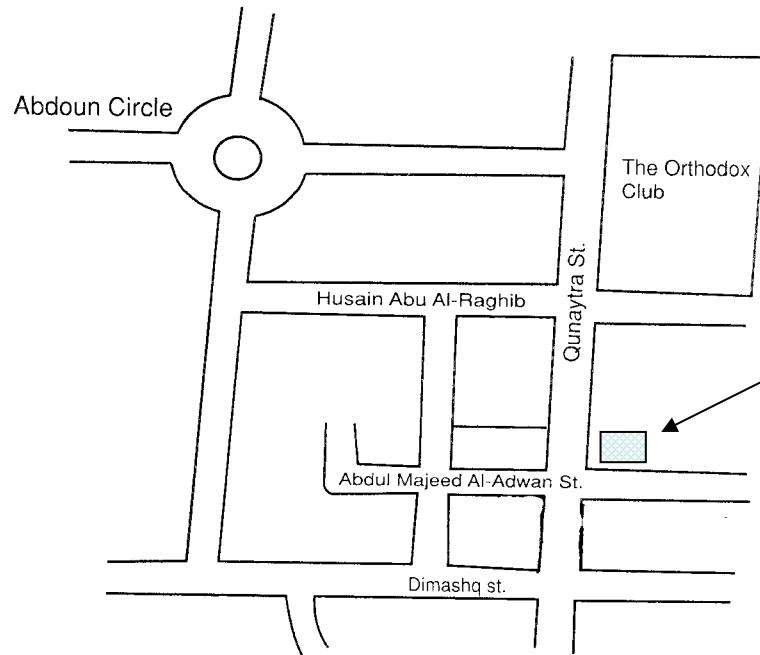 Abdoun Circle
The Orthodox
Club
Qunaytra St.
Husain Abu Al-Raghib
Abdul Majeed Al-Adwan St.
Dimashq st.